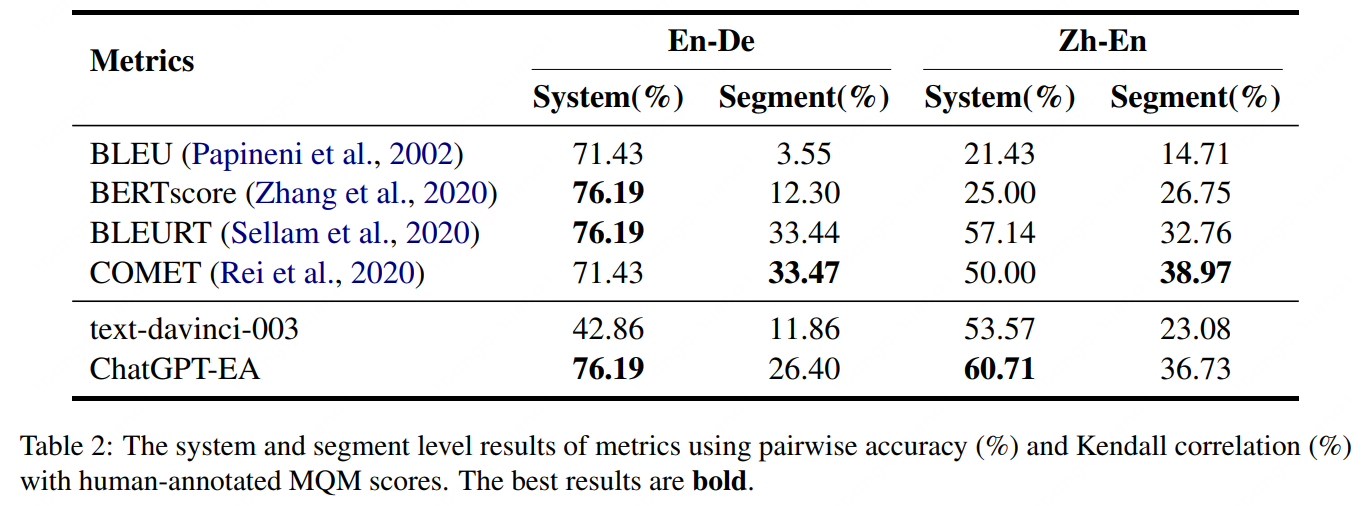 Metrics En-De Zh-En
System(%) Segment(%) System(%) Segment(%)
BLEU (Papineni et al., 2002) 71.43 3.55 21.43 14.71
BERTscore (Zhang et al., 2020) 76.19 12.30 25.00 26.75
BLEURT (Sellam et al., 2020) 76.19 33.44 57.14 32.76
COMET (Rei et al., 2020) 71.43 33.47 50.00 38.97
text-davinci-003 42.86 11.86 53.57 23.08
ChatGPT-EA 76.19 26.40 60.71 36.73
Table 2: The system and segment level results of metrics using pairwise accuracy (%) and Kendall correlation (%)
with human-annotated MQM scores. The best results are bold.